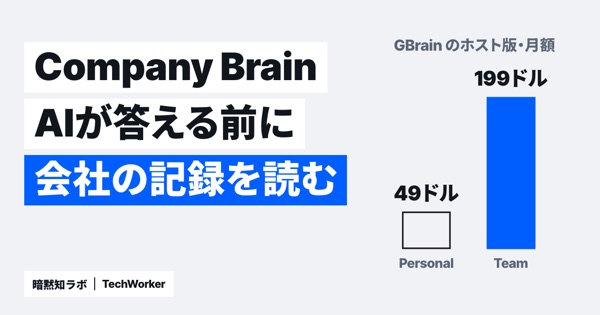 Company Brain
AIが答える前に
会社の記録を読む
暗黙知ラボ | TechWorker
GBrain のホスト版・月額
199ドル
49ドル
Personal
Team